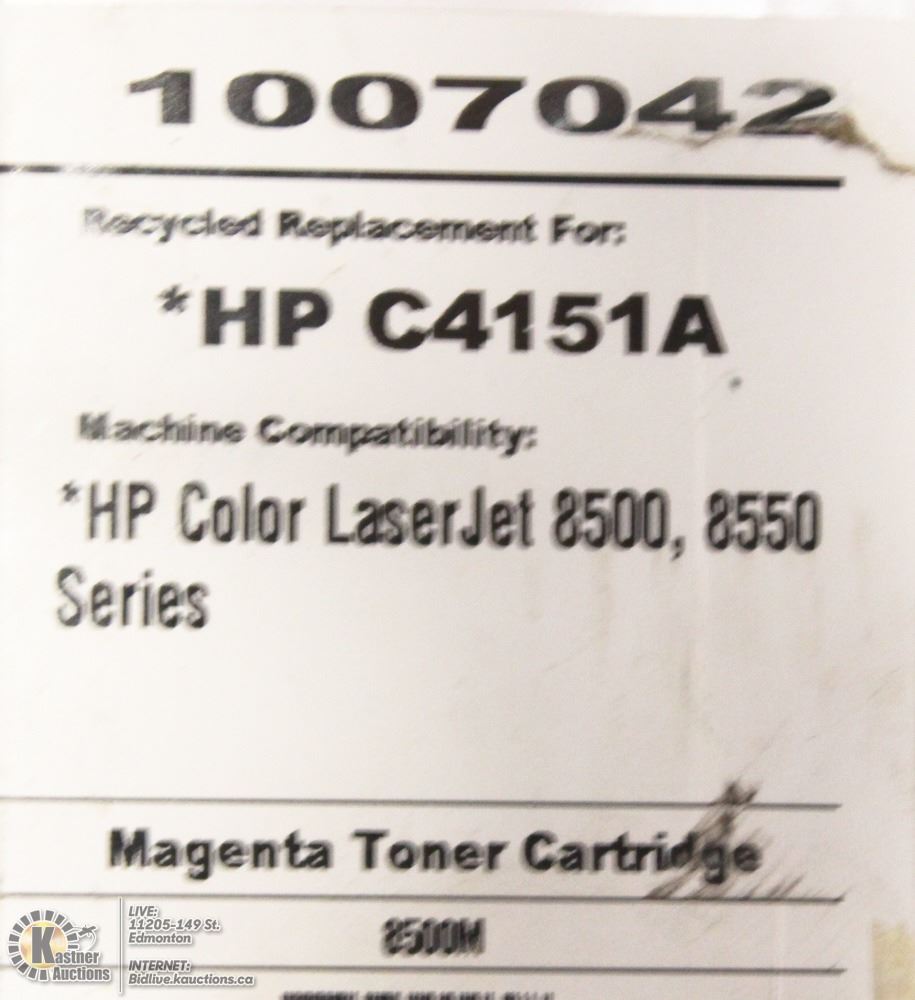 1007042
Recycled Replacement For:
*HP C4151A
Machine Compatibility:
*HP Color LaserJet 8500, 8550
Series
Magenta Toner Cartridge
8500M
Kastner
Auctions
LIVE:
11205-149 St.
Edmonton
INTERNET:
Bidlive.kauctions.ca